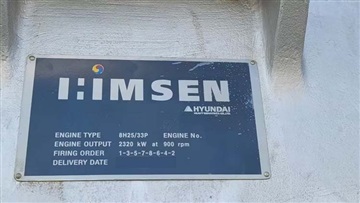 HiMSEN
HYUNDAI
ENGINE TYPE 8H25/33P ENGINE No.
ENGINE OUTPUT 2320 kW at 900 rpm
FIRING ORDER 1-3-5-7-8-6-4-2
DELIVERY DATE